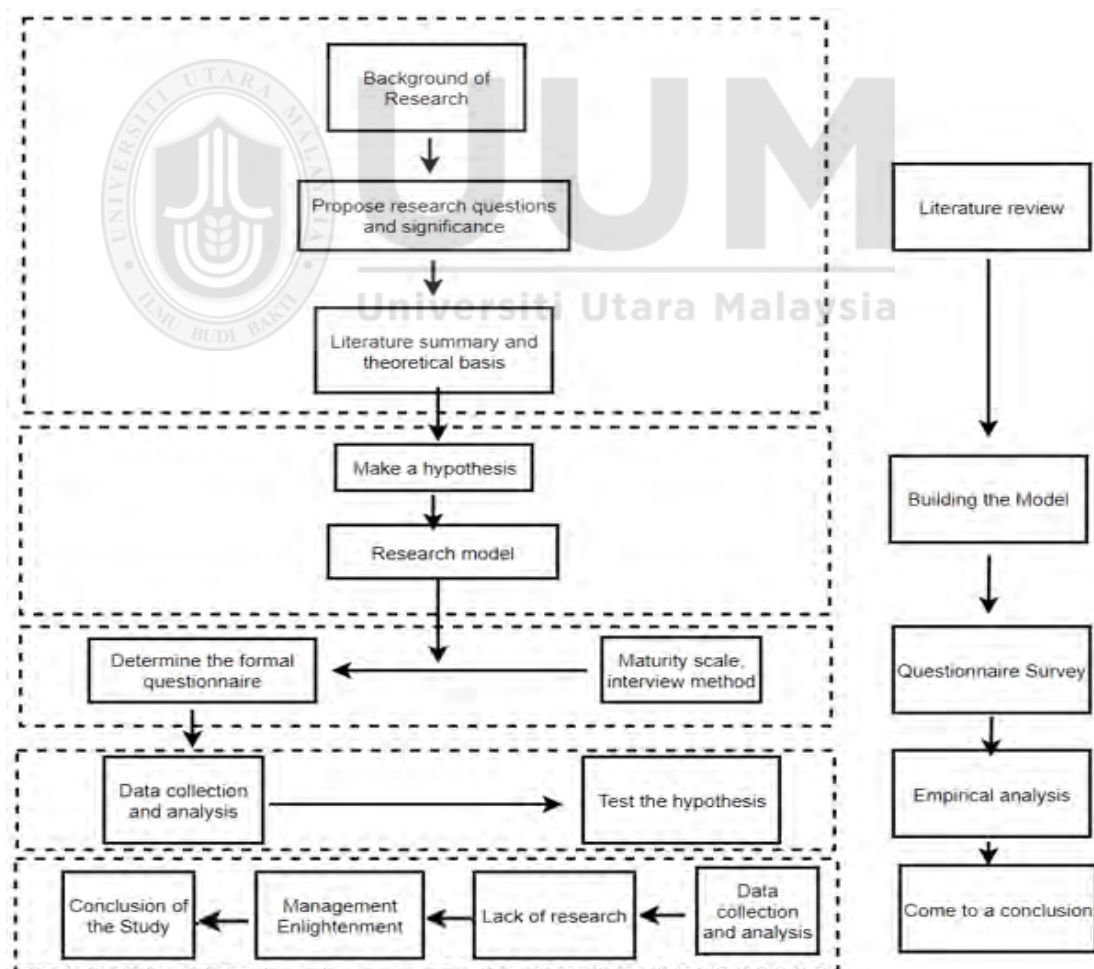 Background of
Research
Propose research questions
and significance
Literature summary and
theoretical basis
Make a hypothesis
Research model
Determine the formal
questionnaire
Maturity scale,
interview method
Data collection
and analysis
Test the hypothesis
Conclusion of
the Study
Management
Enlightenment
Lack of research
Data
collection
and analysis
Literature review
Building the Model
Questionnaire Survey
Empirical analysis
Come to a conclusion
UNIVERSITI UTARA MALAYSIA
ILMU BUDI BAKTI
UUM
Universiti Utara Malaysia